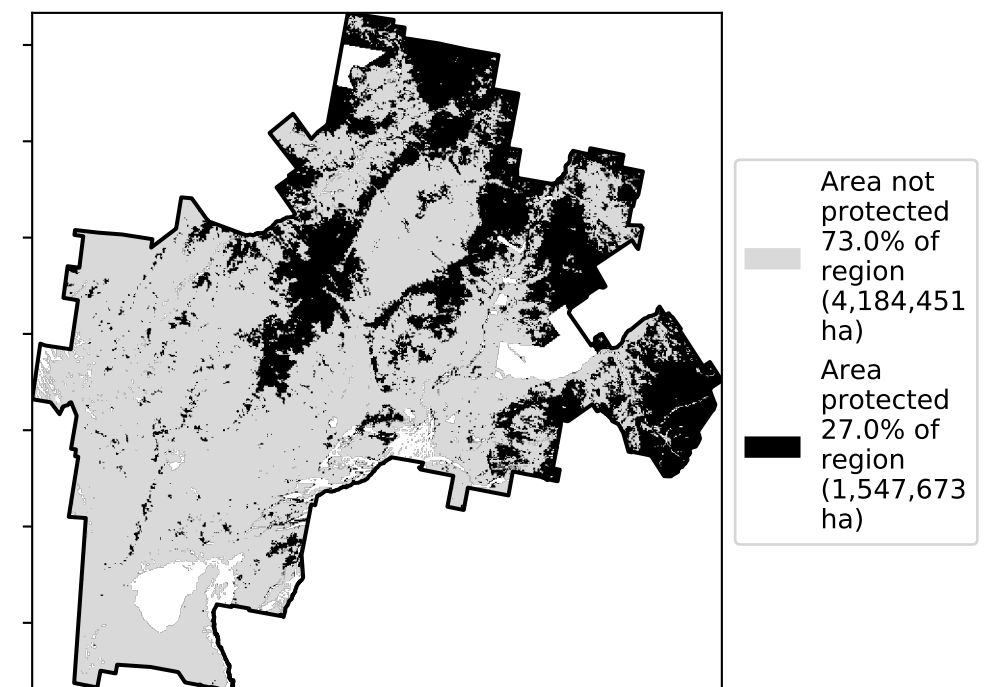 Area not
protected
73.0% of
region
(4,184,451
ha)
Area
protected
27.0% of
region
(1,547,673
ha)